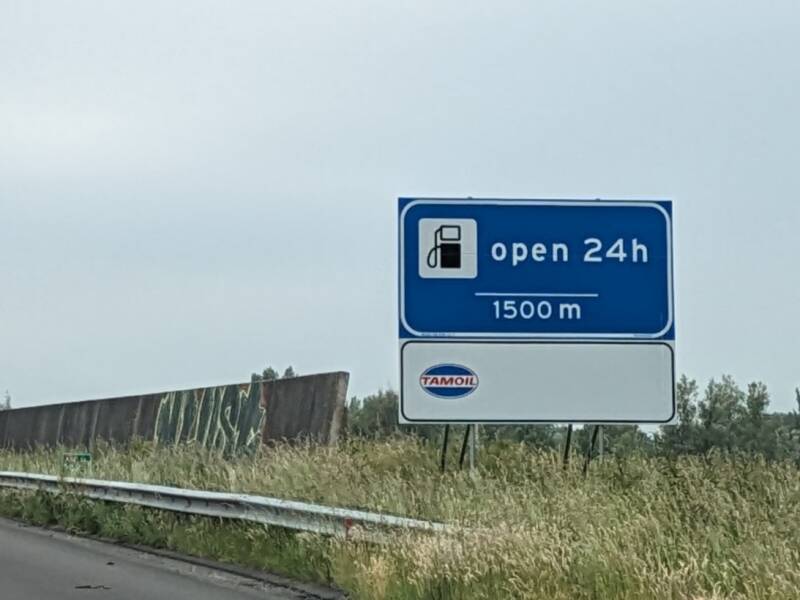 open 24h
1500 m
TAMOIL